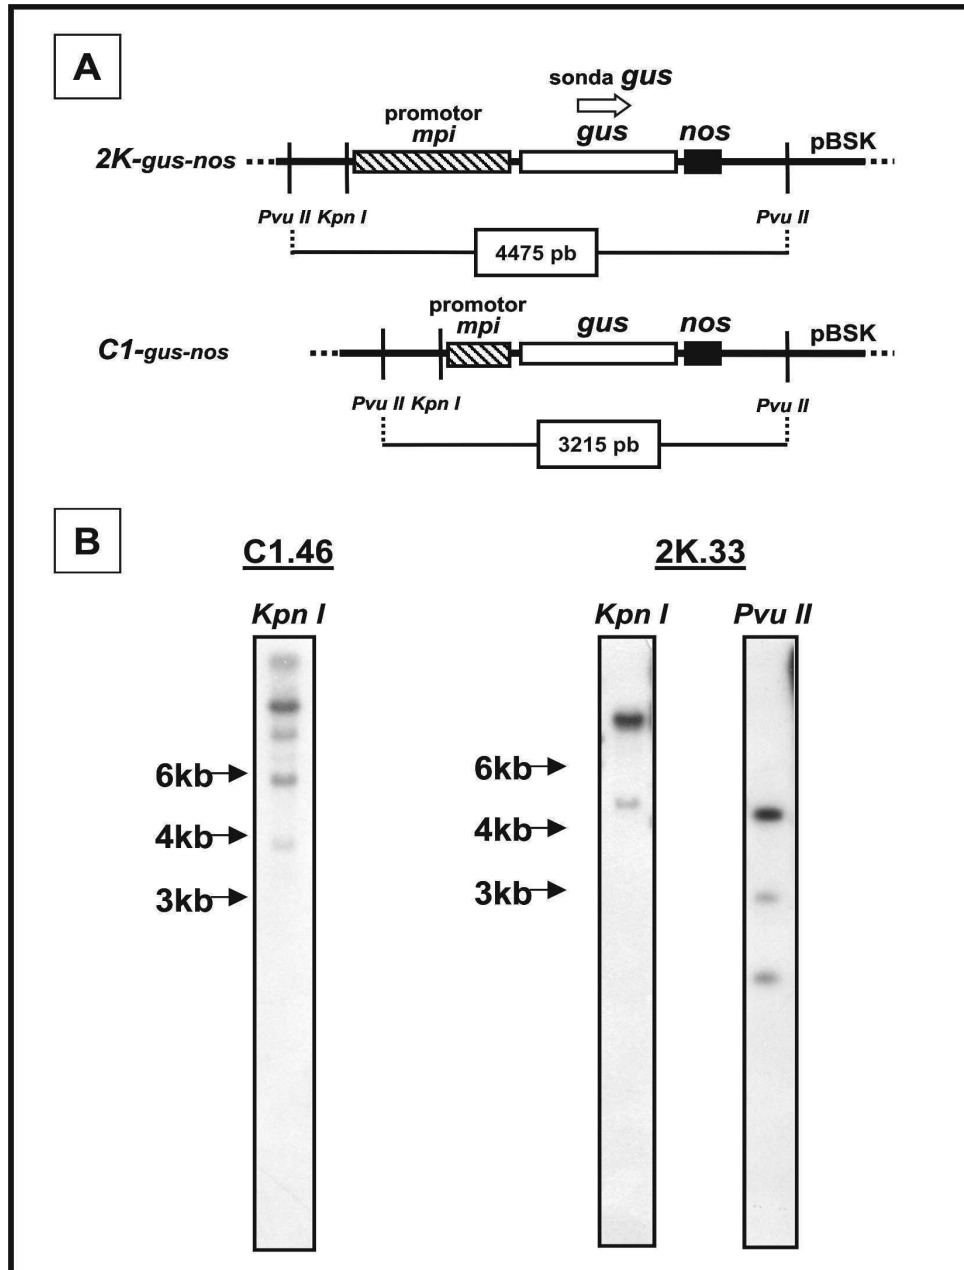 A
sonda gus
promotor
mpi
gus
nos
pBSK
2K-gus-nos
Pvu II Kpn I
Pvu II
4475 pb
promotor
mpi
gus
nos
pBSK
C1-gus-nos
Pvu II Kpn I
Pvu II
3215 pb
B
C1.46
2K.33
Kpn I
Kpn I
Pvu II
6kb
4kb
3kb
6kb
4kb
3kb